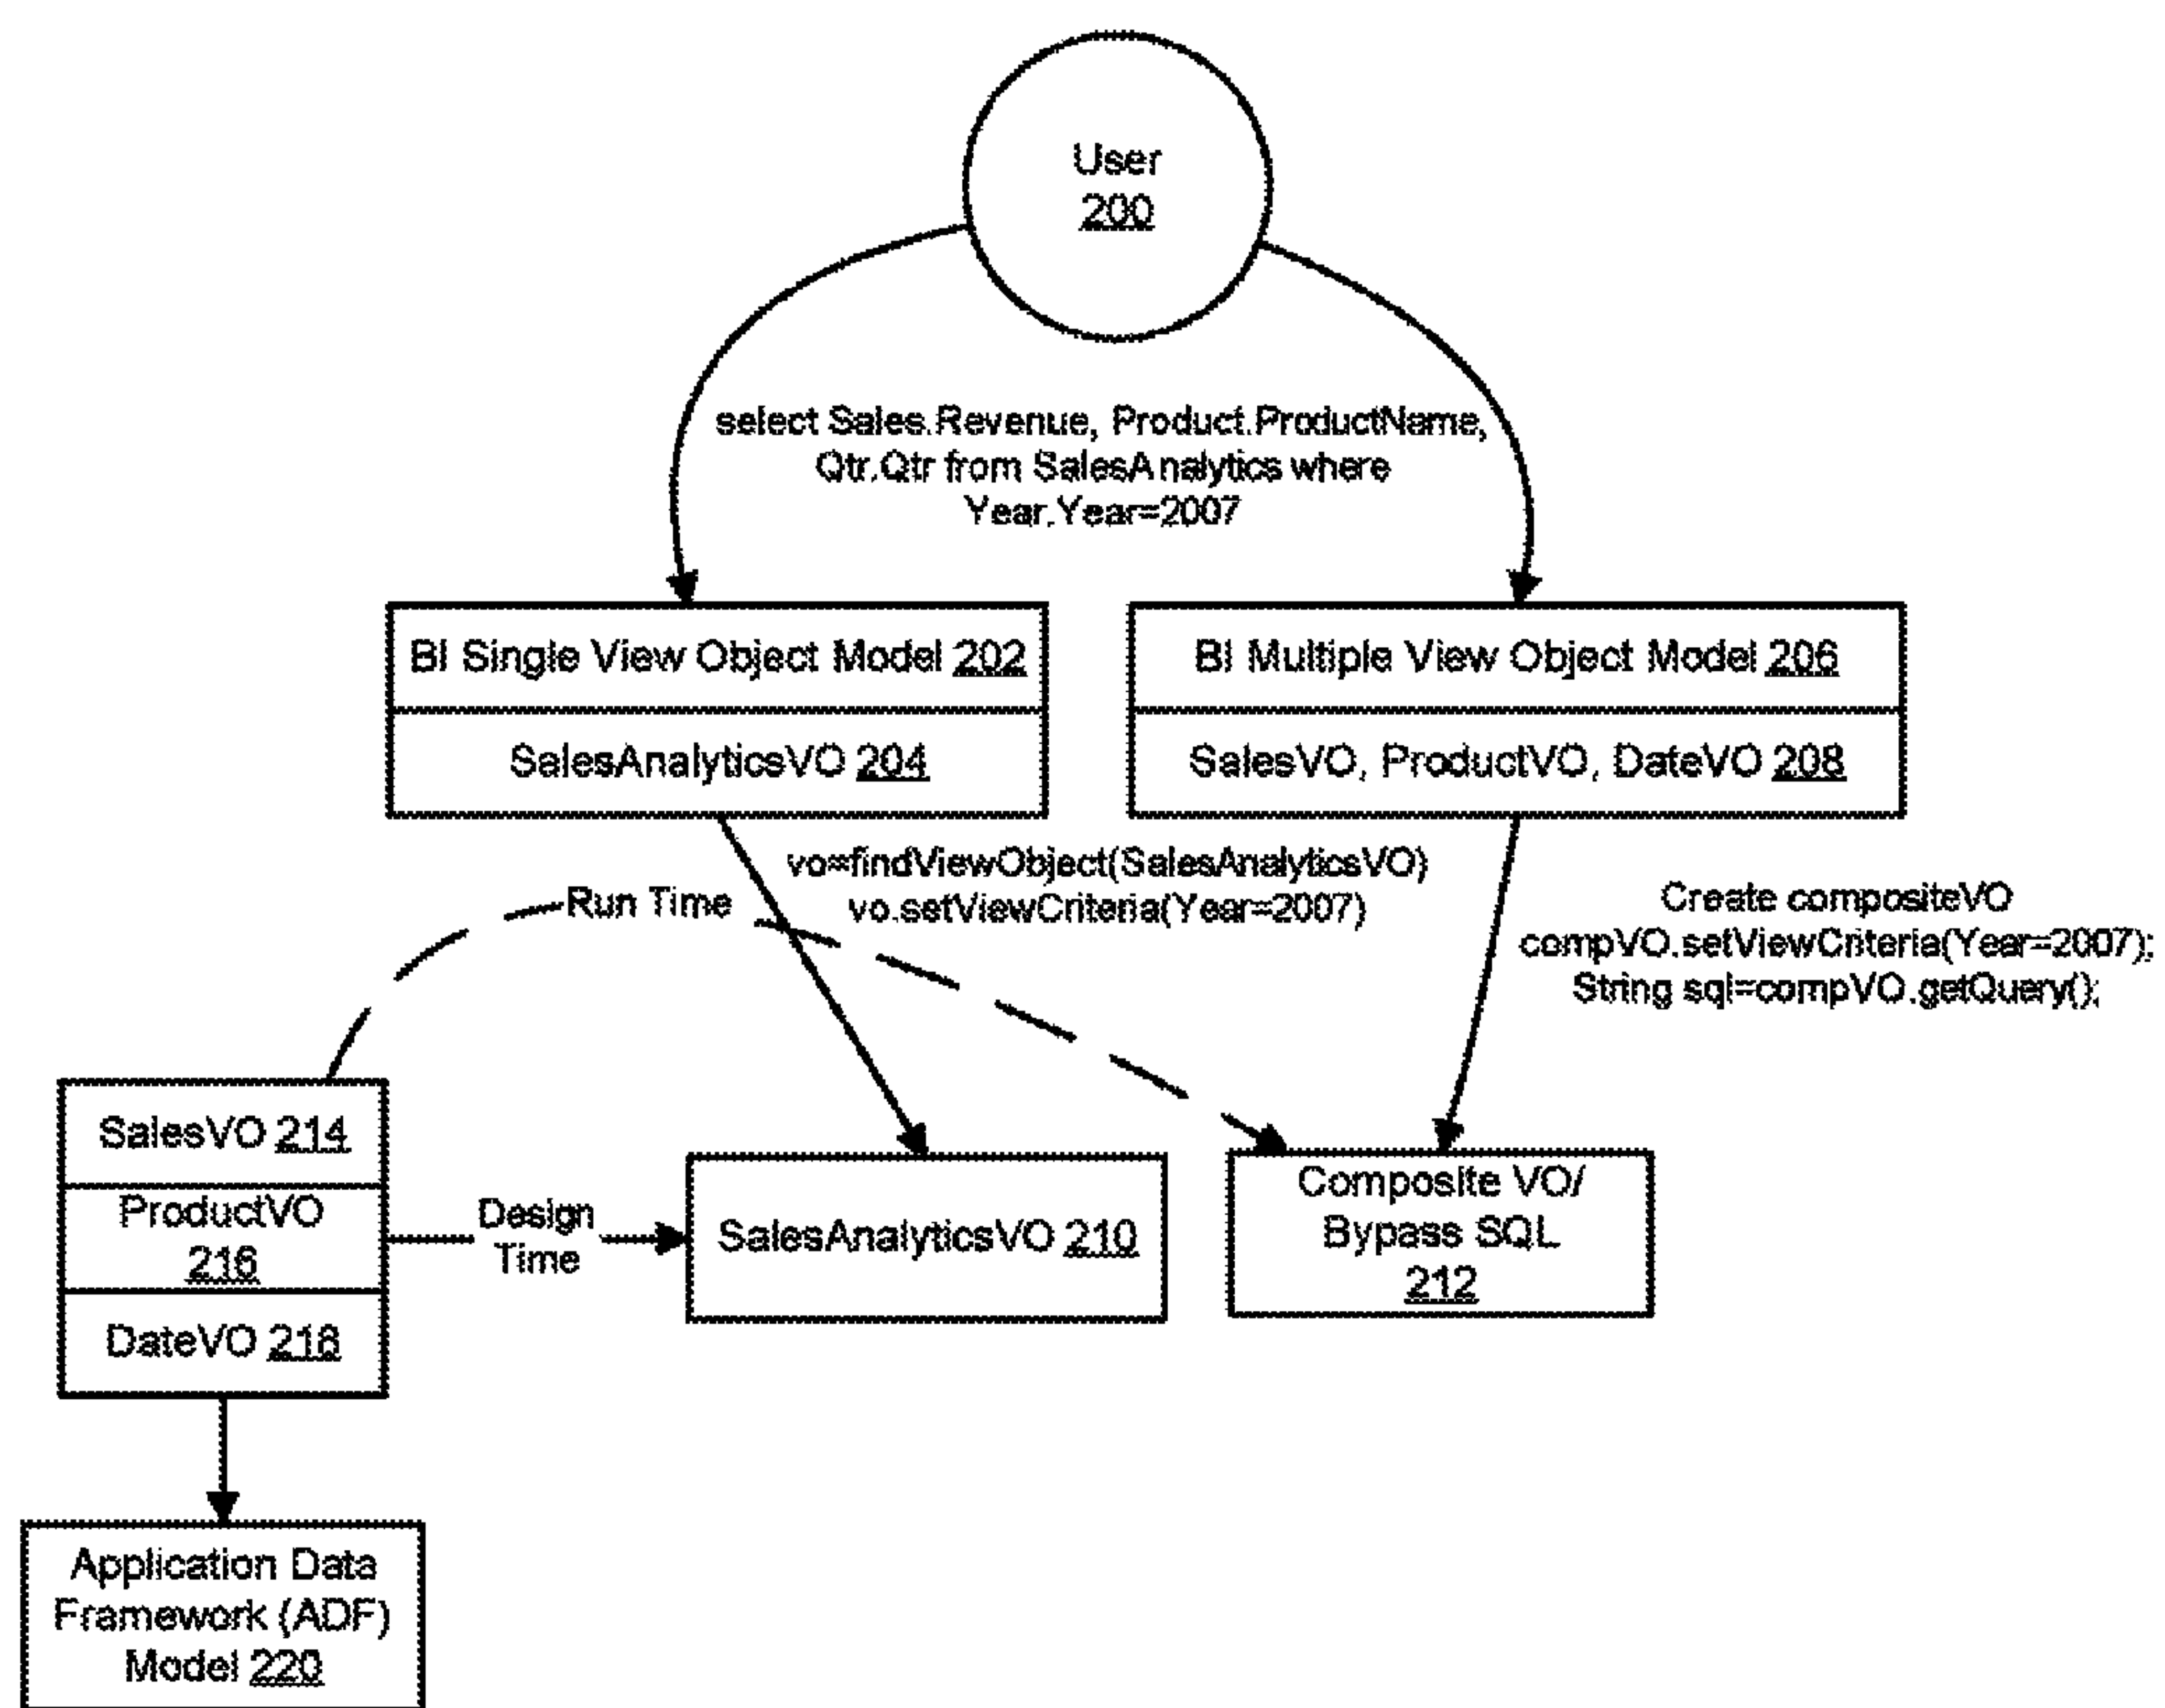 User
200
select Sales.Revenue, Product.ProductName,
Qtr.Qtr from SalesAnalytics where
Year.Year=2007
BI Single View Object Model 202
SalesAnalyticsVO 204
BI Multiple View Object Model 206
SalesVO, ProductVO, DateVO 208
vo=findViewObject(SalesAnalyticsVO)
vo.setViewCriteria(Year=2007)
Run Time
Create compositeVO
compVO.setViewCriteria(Year=2007);
String sql=compVO.getQuery();
SalesVO 214
ProductVO
216
DateVO 218
Design
Time
SalesAnalyticsVO 210
Composite VO/
Bypass SQL
212
Application Data
Framework (ADF)
Model 220